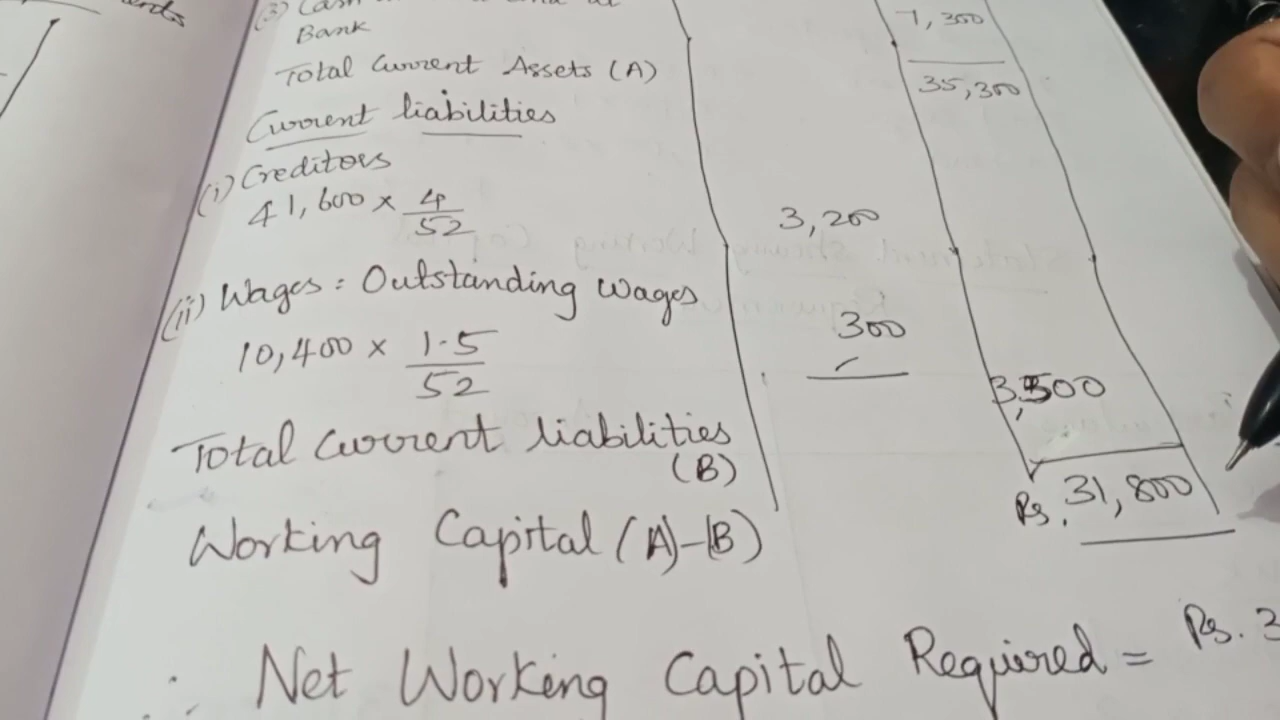 (3) Cash
Bank 7,300
Total Current Assets (A) 35,300
Current liabilities
(i) Creditors
41,600 × 4/52 3,200
(ii) Wages : Outstanding wages
10,400 × 1.5/52 300
3,500
Total Current liabilities
(B)
Rs. 31,800
Working Capital (A)-(B)
∴ Net Working Capital Required = Rs. 3